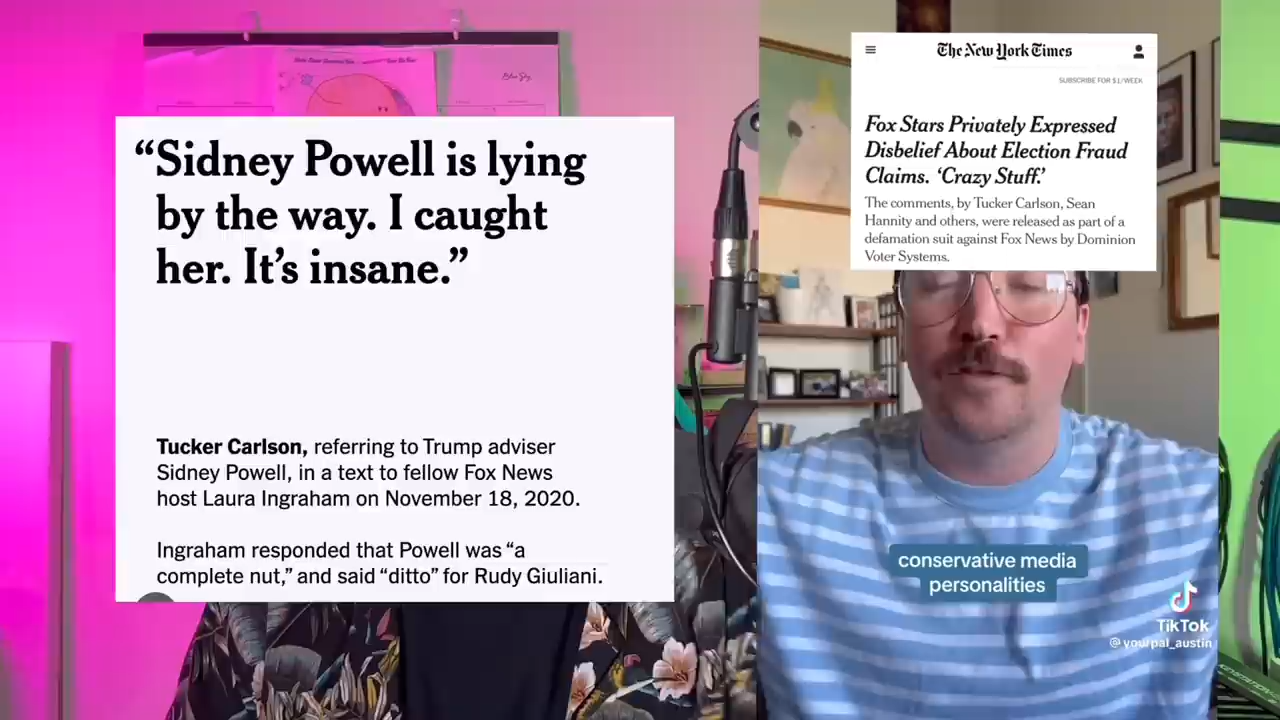 “Sidney Powell is lying
by the way. I caught
her. It’s insane.”
Tucker Carlson, referring to Trump adviser
Sidney Powell, in a text to fellow Fox News
host Laura Ingraham on November 18, 2020.
Ingraham responded that Powell was “a
complete nut,” and said “ditto” for Rudy Giuliani.
The New York Times
SUBSCRIBE FOR $1/WEEK
Fox Stars Privately Expressed
Disbelief About Election Fraud
Claims. ‘Crazy Stuff.’
The comments, by Tucker Carlson, Sean
Hannity and others, were released as part of a
defamation suit against Fox News by Dominion
Voter Systems.
conservative media
personalities
TikTok
@yourpal_austin